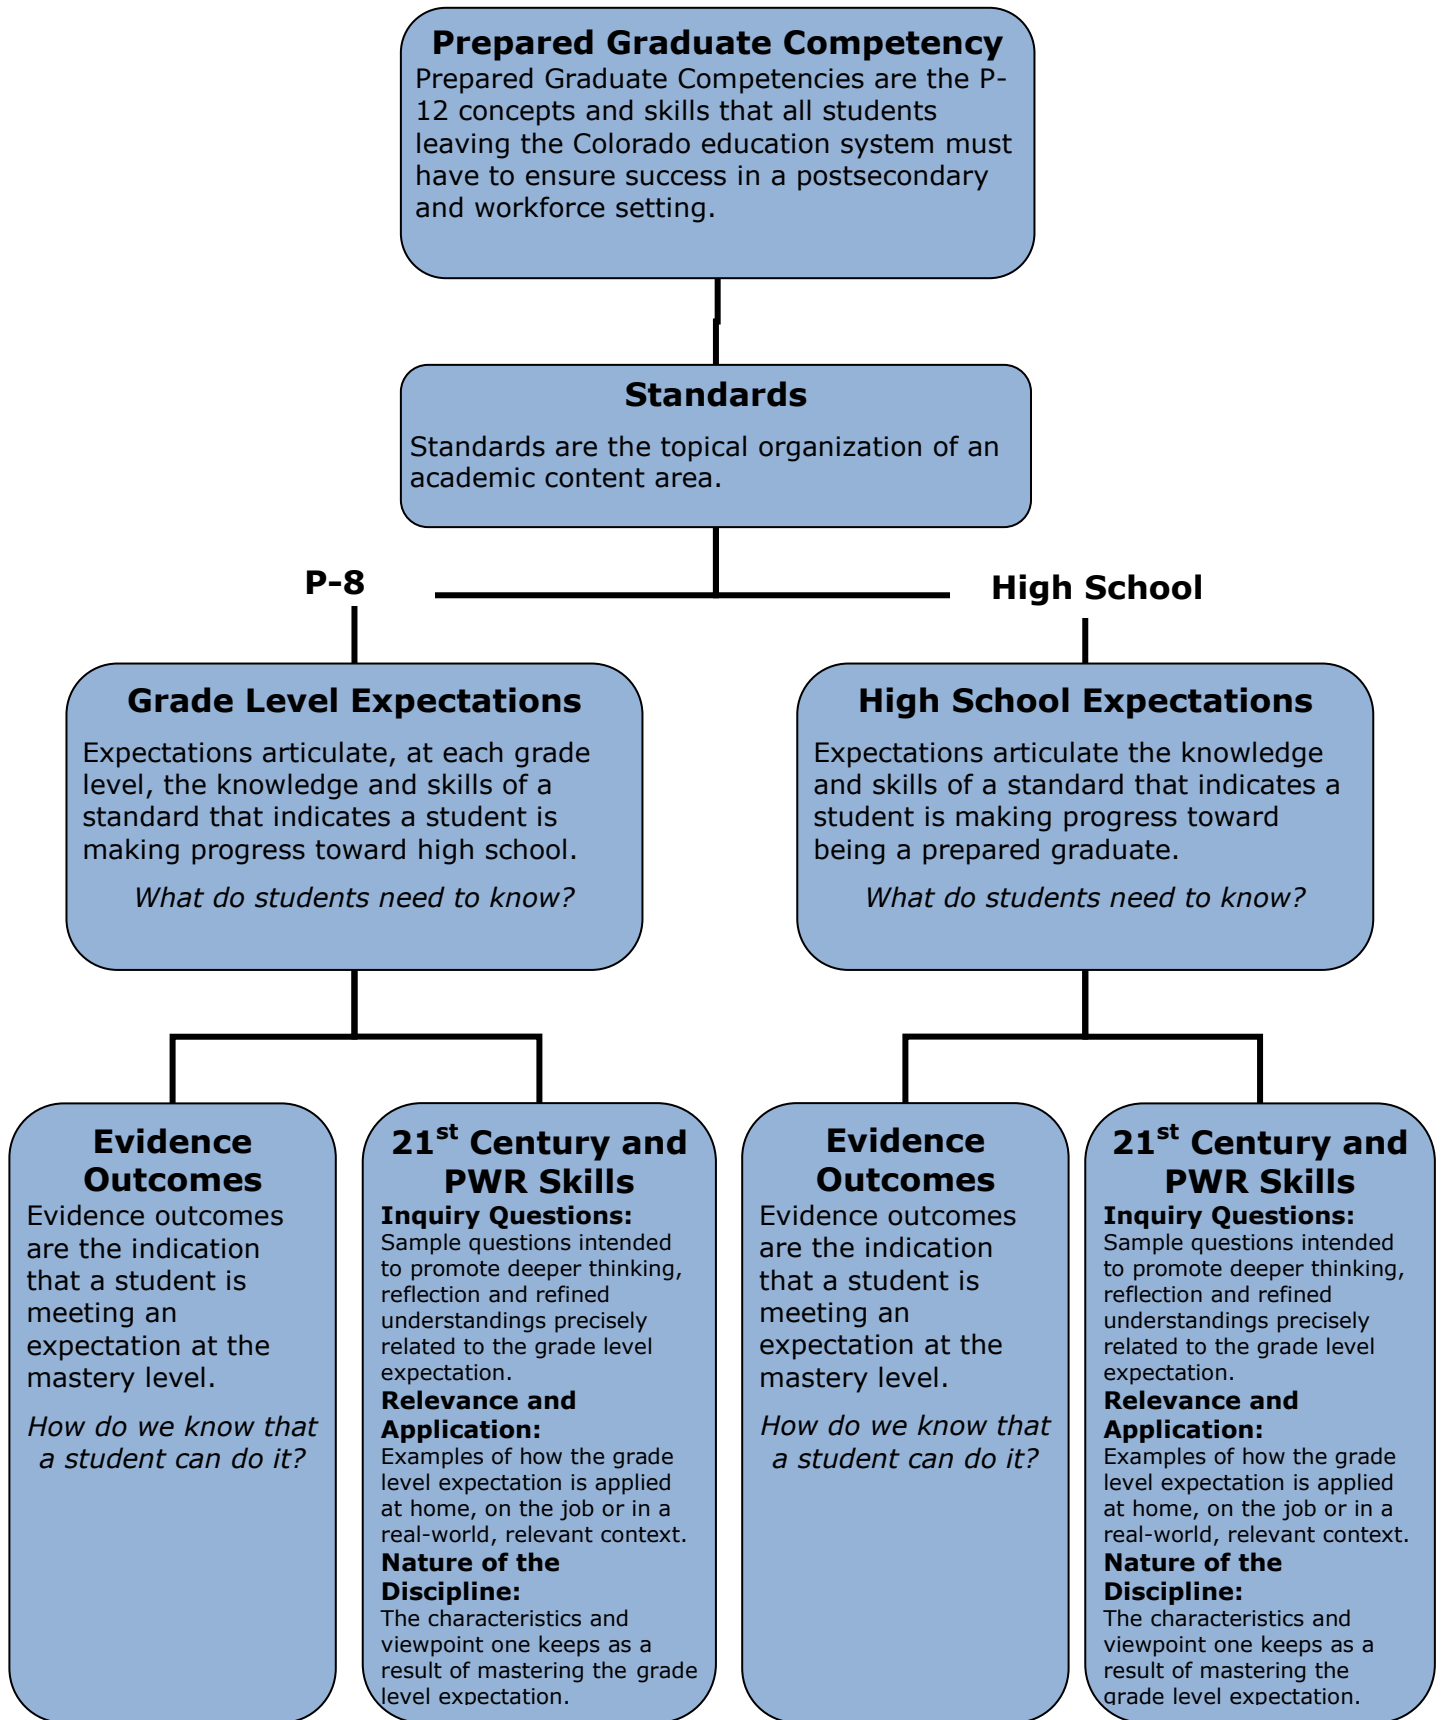 Prepared Graduate Competency
Prepared Graduate Competencies are the P-
12 concepts and skills that all students
leaving the Colorado education system must
have to ensure success in a postsecondary
and workforce setting.
Standards
Standards are the topical organization of an
academic content area.
P-8
High School
Grade Level Expectations
Expectations articulate, at each grade
level, the knowledge and skills of a
standard that indicates a student is
making progress toward high school.
What do students need to know?
High School Expectations
Expectations articulate the knowledge
and skills of a standard that indicates a
student is making progress toward
being a prepared graduate.
What do students need to know?
Evidence
Outcomes
Evidence outcomes
are the indication
that a student is
meeting an
expectation at the
mastery level.
How do we know that
a student can do it?
21st Century and
PWR Skills
Inquiry Questions:
Sample questions intended
to promote deeper thinking,
reflection and refined
understandings precisely
related to the grade level
expectation.
Relevance and
Application:
Examples of how the grade
level expectation is applied
at home, on the job or in a
real-world, relevant context.
Nature of the
Discipline:
The characteristics and
viewpoint one keeps as a
result of mastering the grade
level expectation.
Evidence
Outcomes
Evidence outcomes
are the indication
that a student is
meeting an
expectation at the
mastery level.
How do we know that
a student can do it?
21st Century and
PWR Skills
Inquiry Questions:
Sample questions intended
to promote deeper thinking,
reflection and refined
understandings precisely
related to the grade level
expectation.
Relevance and
Application:
Examples of how the grade
level expectation is applied
at home, on the job or in a
real-world, relevant context.
Nature of the
Discipline:
The characteristics and
viewpoint one keeps as a
result of mastering the
grade level expectation.